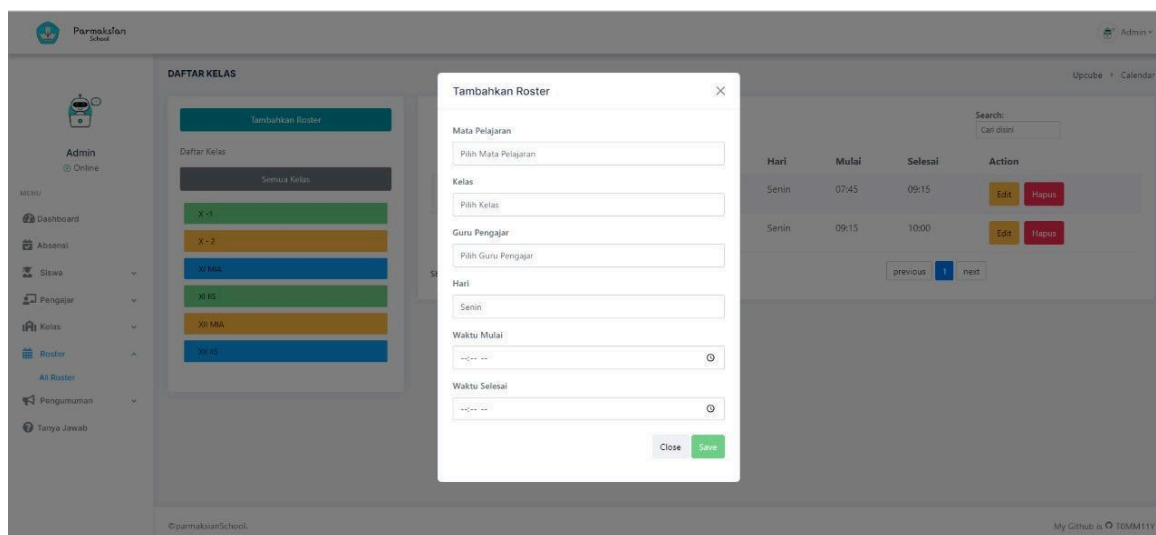 Parmaksian
School
Admin
DAFTAR KELAS
Upcube
Calendar
Admin
Online
MENU
Dashboard
Absensi
Siswa
Pengajar
Kelas
Roster
All Roster
Pengumuman
Tanya Jawab
Tambahkan Roster
Daftar Kelas
Semua Kelas
X -1
X - 2
XI MIA
XI IIS
XII MIA
XII IIS
Tambahkan Roster
Mata Pelajaran
Pilih Mata Pelajaran
Kelas
Pilih Kelas
Guru Pengajar
Pilih Guru Pengajar
Hari
Senin
Waktu Mulai
--:-- --
Waktu Selesai
--:-- --
Close Save
Search:
Cari disini
Hari Mulai Selesai Action
Senin 07:45 09:15 Edit Hapus
Senin 09:15 10:00 Edit Hapus
previous 1 next
©parmaksianSchool.
My Github is T0MM11Y